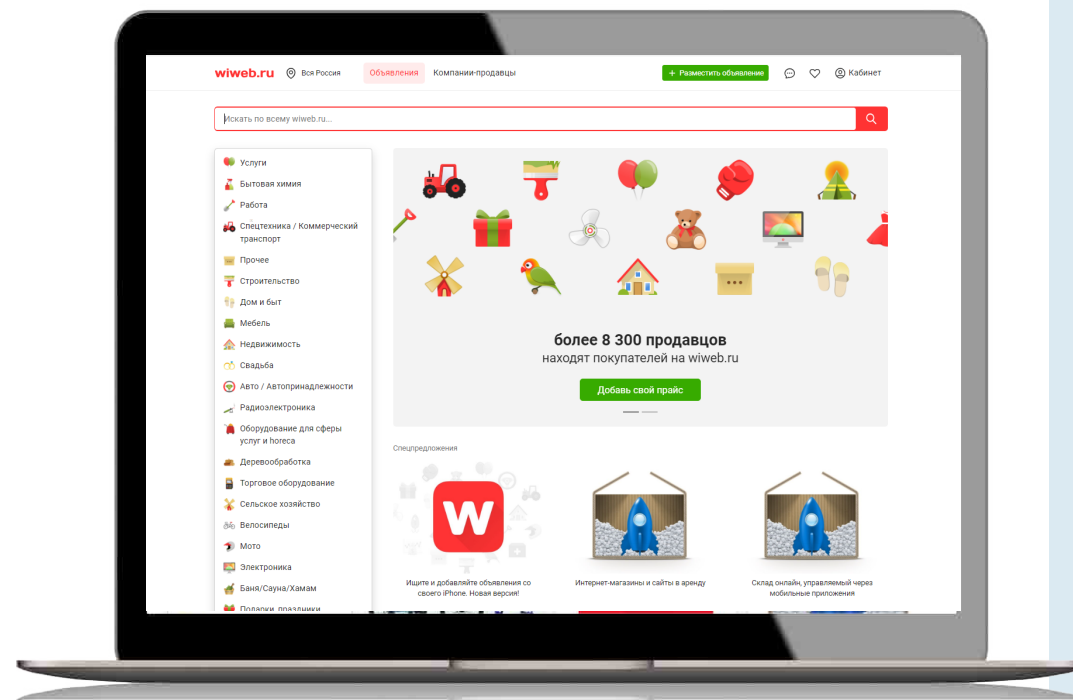 wiweb.ru Вся Россия Объявления Компании-продавцы + Разместить объявление Кабинет
Искать по всему wiweb.ru...
Услуги
Бытовая химия
Работа
Спецтехника / Коммерческий
транспорт
Прочее
Строительство
Дом и быт
Мебель
Недвижимость
Свадьба
Авто / Автопринадлежности
Радиоэлектроника
Оборудование для сферы
услуг и horeca
Деревообработка
Торговое оборудование
Сельское хозяйство
Велосипеды
Мото
Электроника
Баня/Сауна/Хамам
Подарки, праздники
более 8 300 продавцов
находят покупателей на wiweb.ru
Добавь свой прайс
Спецпредложения
W
Ищите и добавляйте объявления со
своего iPhone. Новая версия!
Интернет-магазины и сайты в аренду
Склад онлайн, управляемый через
мобильные приложения